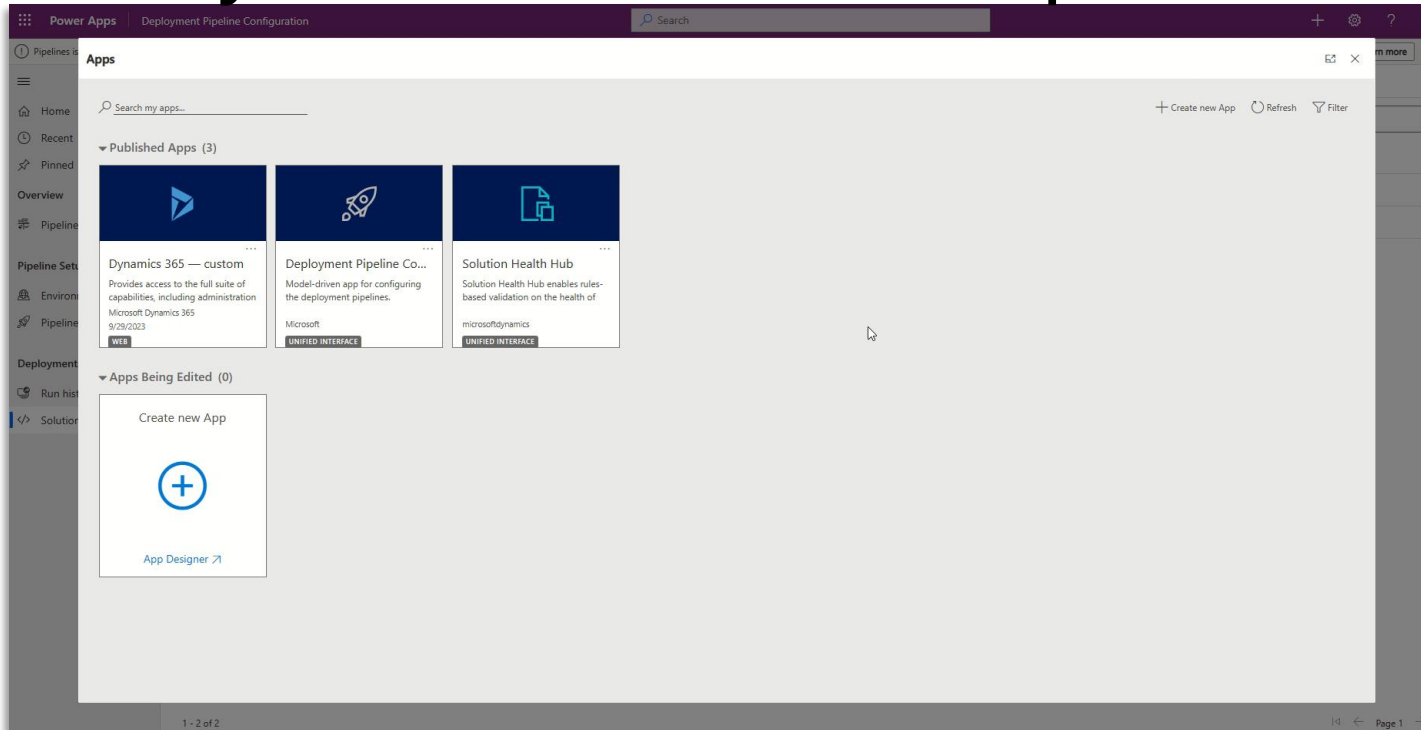 Power Apps
Deployment Pipeline Configuration
Search
Pipelines is
rn more
Apps
Home
Recent
Pinned
Overview
Pipeline
Pipeline Setu
Environ
Pipeline
Deployment
Run hist
Solution
Search my apps...
Create new App
Refresh
Filter
Published Apps (3)
Dynamics 365 — custom
Provides access to the full suite of
capabilities, including administration
Microsoft Dynamics 365
9/29/2023
WEB
Deployment Pipeline Co...
Model-driven app for configuring
the deployment pipelines.
Microsoft
UNIFIED INTERFACE
Solution Health Hub
Solution Health Hub enables rules-
based validation on the health of
microsoftdynamics
UNIFIED INTERFACE
Apps Being Edited (0)
Create new App
App Designer
1 - 2 of 2
Page 1